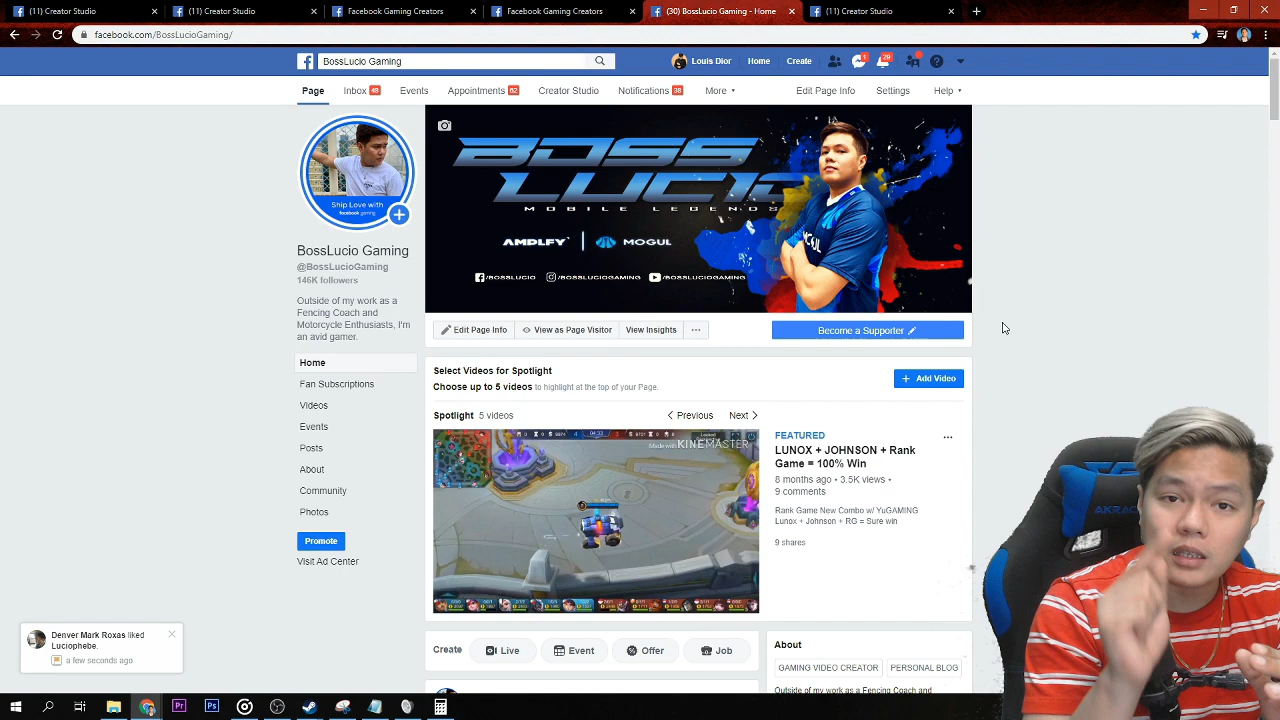 (11) Creator Studio
(11) Creator Studio
Facebook Gaming Creators
Facebook Gaming Creators
(30) BossLucio Gaming - Home
(11) Creator Studio
facebook.com/BossLucioGaming/
BossLucio Gaming
Louis Dior
Home
Create
1
29
Page
Inbox 48
Events
Appointments 62
Creator Studio
Notifications 38
More
Edit Page Info
Settings
Help
Ship Love with
facebook gaming
BOSS
LUCIO
MOBILE LEGENDS
AMPLFY
MOGUL
/BOSSLUCIO
/BOSSLUCIOGAMING
/BOSSLUCIOGAMING
BossLucio Gaming
@BossLucioGaming
146K followers
Outside of my work as a
Fencing Coach and
Motorcycle Enthusiasts, I'm
an avid gamer.
Edit Page Info
View as Page Visitor
View Insights
Become a Supporter
Home
Fan Subscriptions
Videos
Events
Posts
About
Community
Photos
Promote
Visit Ad Center
Select Videos for Spotlight
Choose up to 5 videos to highlight at the top of your Page.
Add Video
Spotlight 5 videos
Previous
Next
Made with KINEMASTER
FEATURED
LUNOX + JOHNSON + Rank
Game = 100% Win
8 months ago • 3.5K views •
9 comments
Rank Game New Combo w/ YuGAMING
Lunox + Johnson + RG = Sure win
9 shares
AKRAC
Create
Live
Event
Offer
Job
About
GAMING VIDEO CREATOR
PERSONAL BLOG
Outside of my work as a Fencing Coach and
Denver Mark Roxas liked
Luciophebe.
a few seconds ago